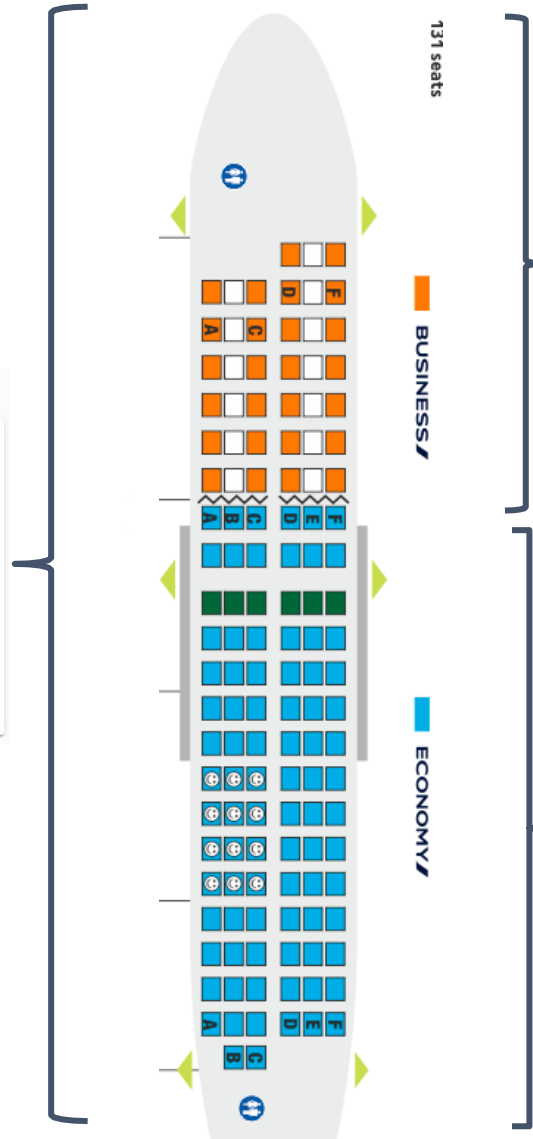 131 seats
BUSINESS
ECONOMY
D F
A C
A B C D E F
A D E F
B C